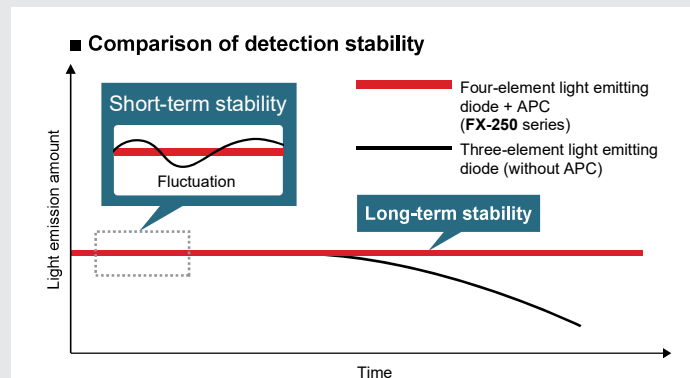 ■ Comparison of detection stability
Short-term stability
Fluctuation
Four-element light emitting
diode + APC
(FX-250 series)
Three-element light emitting
diode (without APC)
Long-term stability
Light emission amount
Time